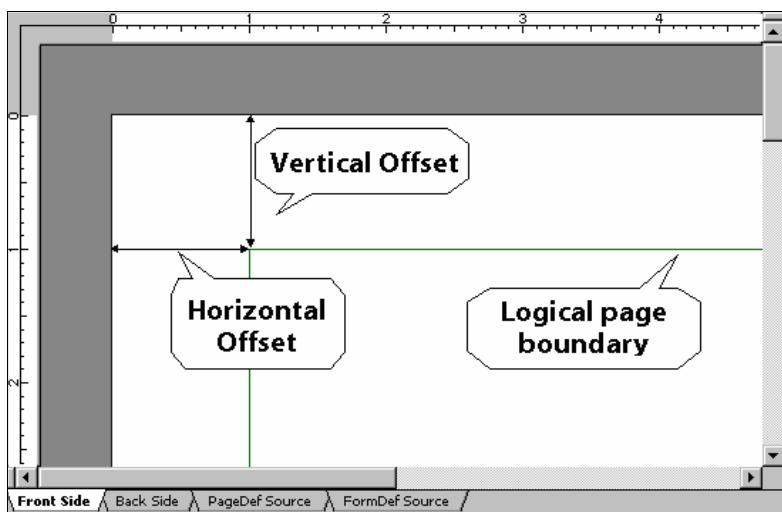 0 1 2 3 4
0
Vertical Offset
1
Horizontal
Offset
Logical page
boundary
2
Front Side Back Side PageDef Source FormDef Source